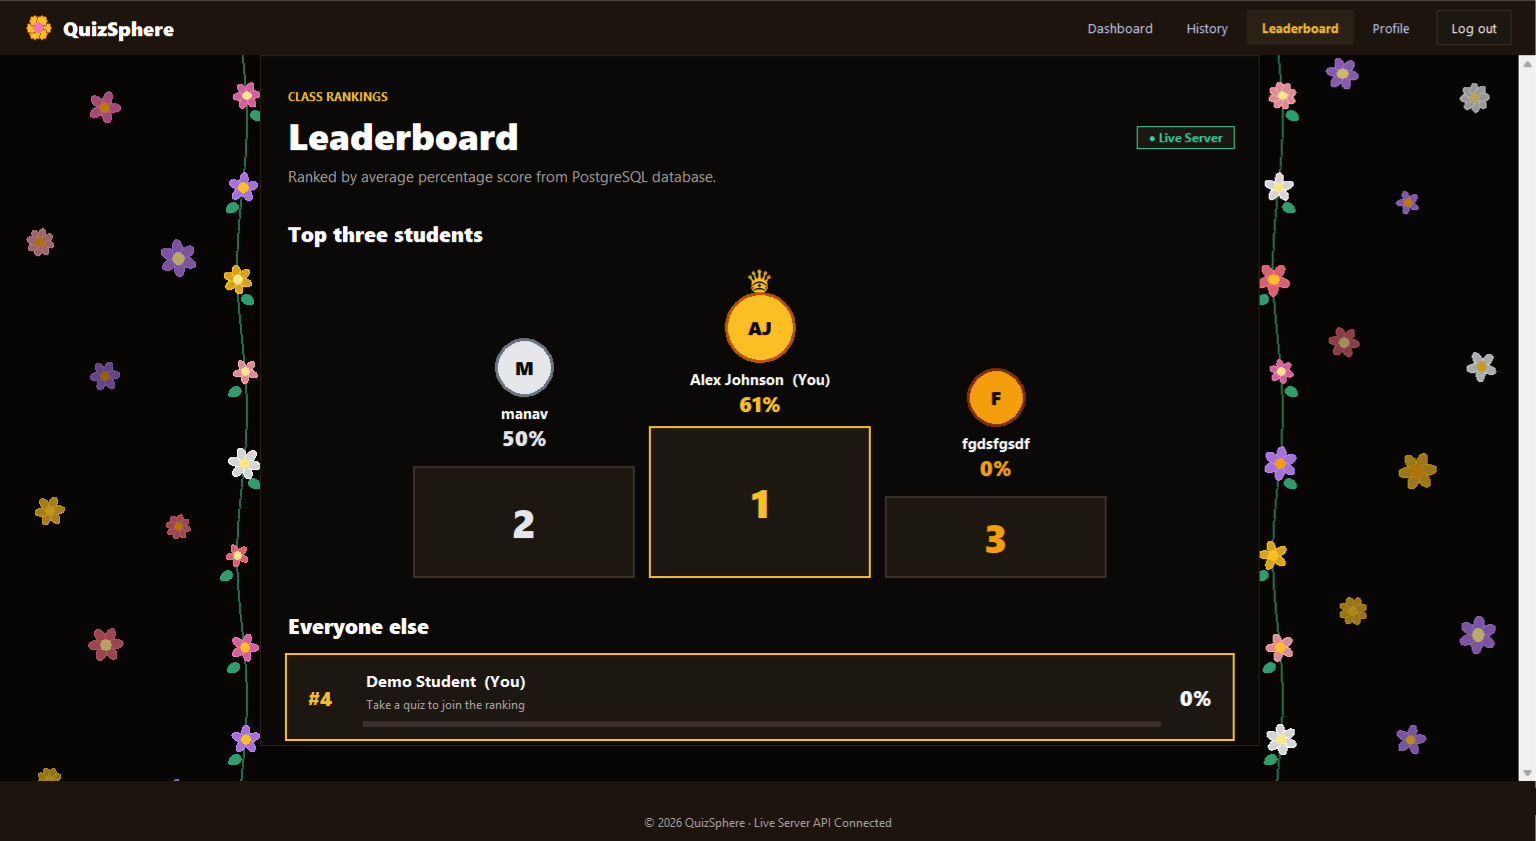 QuizSphere
Dashboard History Leaderboard Profile Log out
CLASS RANKINGS
Leaderboard
• Live Server
Ranked by average percentage score from PostgreSQL database.
Top three students
AJ
Alex Johnson (You)
61%
1
M
manav
50%
2
F
fgdsfgsdf
0%
3
Everyone else
#4
Demo Student (You)
Take a quiz to join the ranking
0%
© 2026 QuizSphere · Live Server API Connected